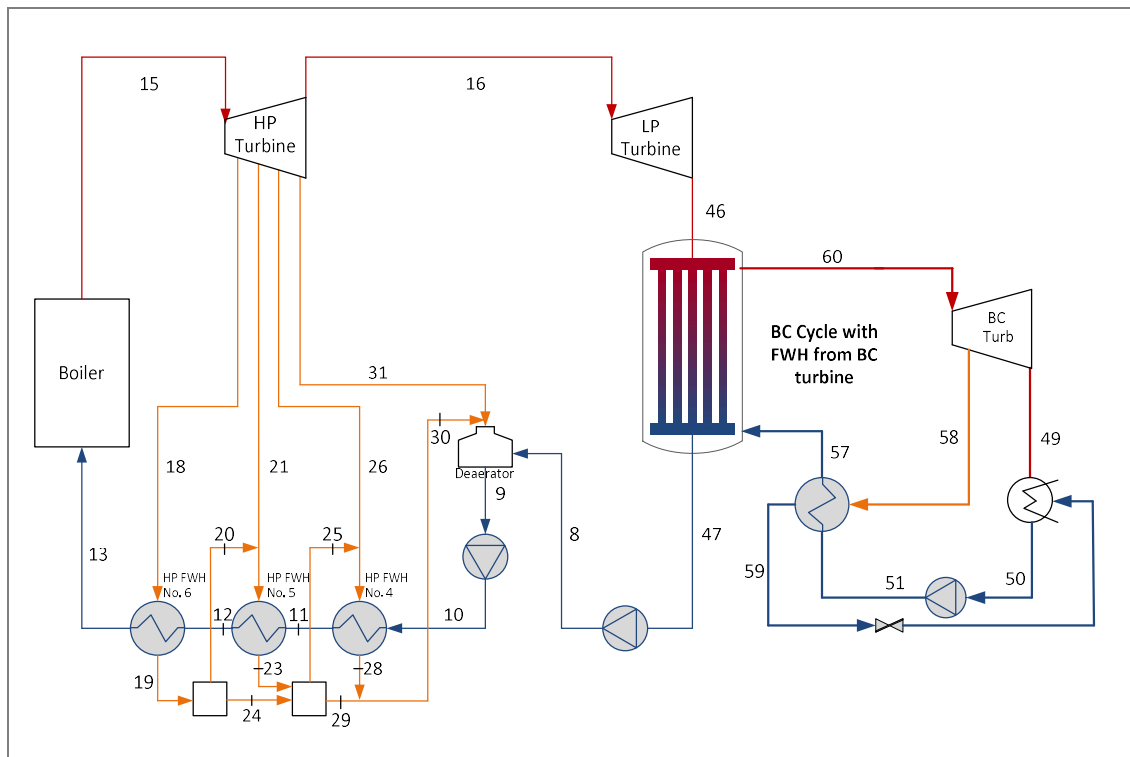 15
16
HP
Turbine
LP
Turbine
46
60
BC
Turb
BC Cycle with
FWH from BC
turbine
Boiler
31
30
Deaerator
18
21
26
9
8
47
57
58
49
20
25
13
HP FWH
No. 6
12
HP FWH
No. 5
11
HP FWH
No. 4
10
59
51
50
19
23
28
24
29